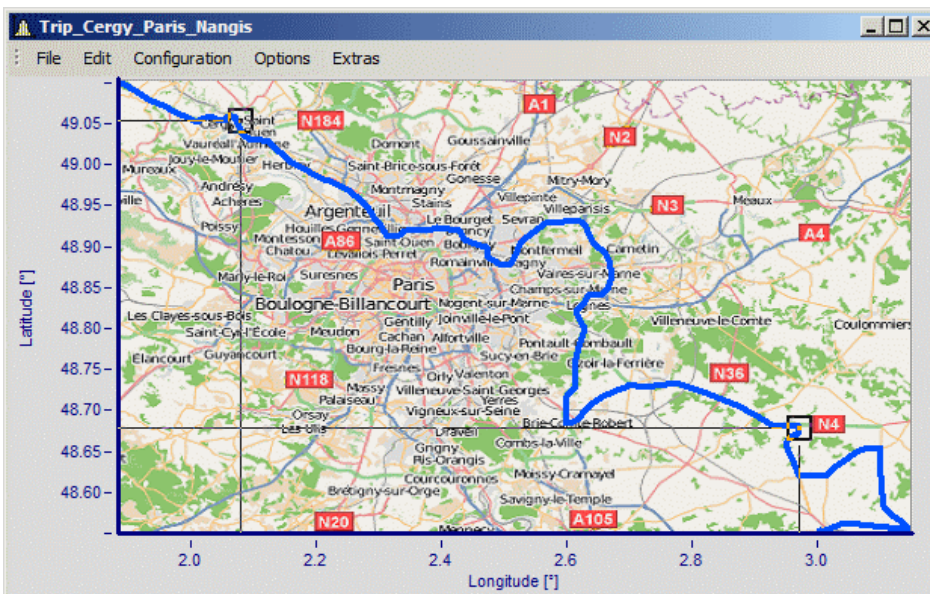 Trip_Cergy_Paris_Nangis
File Edit Configuration Options Extras
A1
49.05
N184
Saint
N2
Domont
Goussainville
Vauréal
49.00
Jouy-le-Moutier
Herblay
Saint-Brice-sous-Forêt
Mureaux
Gonesse
Mitry-Mory
Andrésy
Montmagny
Villepinte
Meaux
48.95
Achères
Stains
Villeparisis
N3
ville
Argenteuil
Le Bourget
Sevran
Poissy
A4
A86
Saint-Ouen
48.90
Montesson
Montfermeil
Carnetin
Chatou
Levallois-Perret
Marly-le-Roi
Suresnes
Vaires-sur-Marne
48.85
Paris
Champs-sur-Marne
Boulogne-Billancourt
Nogent-sur-Marne
Lognes
Les Clayes-sous-Bois
Gentilly
Joinville-le-Pont
Villeneuve-le-Comte
Coulommiers
48.80
Saint-Cyr-l'École
Meudon
Cachan
Alfortville
Pontault-Combault
Bourg-la-Reine
Sucy-en-Brie
Élancourt
Guyancourt
Ozoir-la-Ferrière
48.75
Fresnes
Orly
Valenton
N36
N118
Massy
Villeneuve-Saint-Georges
Palaiseau
Yerres
48.70
Orsay
Vigneux-sur-Seine
Brie-Comte-Robert
N4
Les Ulis
Draveil
Combs-la-Ville
Grigny
48.65
Ris-Orangis
Courcouronnes
Moissy-Cramayel
48.60
Brétigny-sur-Orge
Savigny-le-Temple
N20
A105
Mennecy
2.0 2.2 2.4 2.6 2.8 3.0
Latitude [°]
Longitude [°]